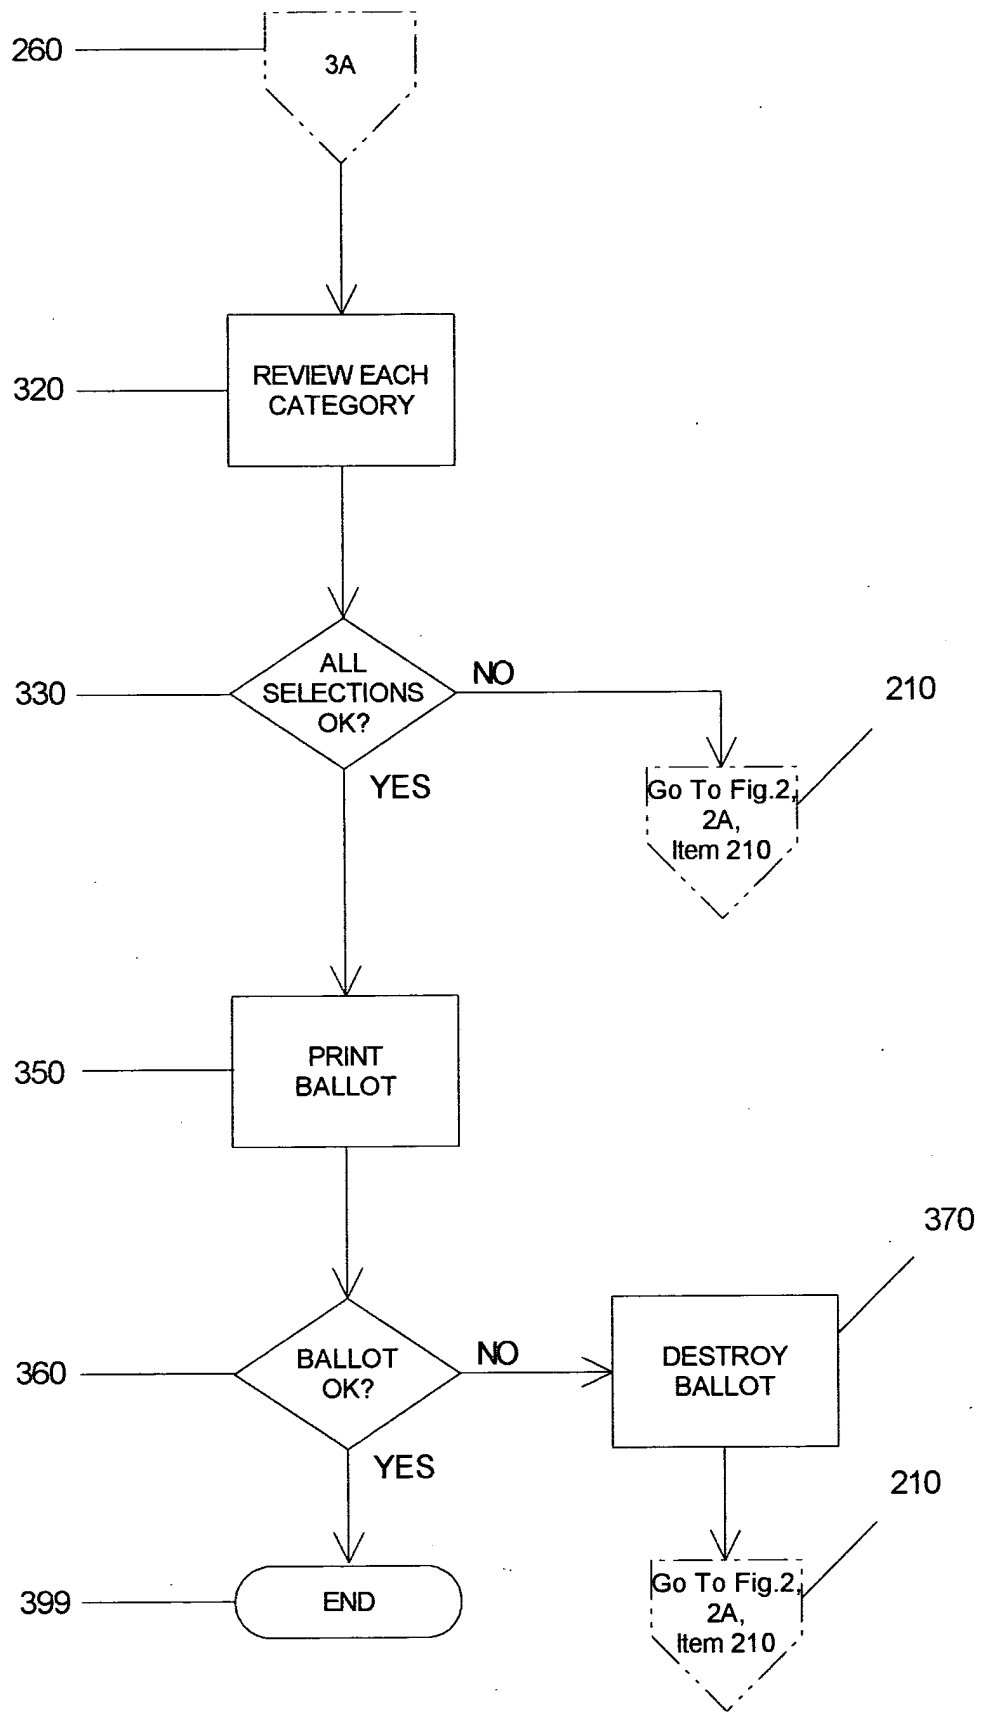 260
3A
320
REVIEW EACH
CATEGORY
330
ALL
SELECTIONS
OK?
NO
210
YES
Go To Fig.2,
2A,
Item 210
350
PRINT
BALLOT
370
360
BALLOT
OK?
NO
DESTROY
BALLOT
YES
210
399
END
Go To Fig.2,
2A,
Item 210